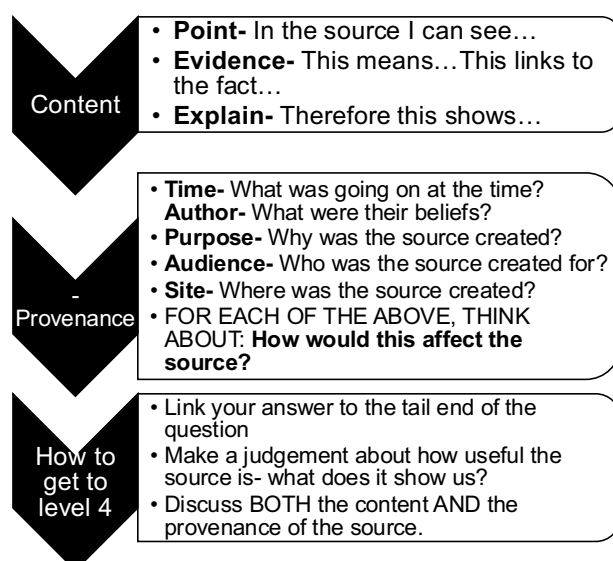 Content
• Point- In the source I can see…
• Evidence- This means…This links to
the fact…
• Explain- Therefore this shows…
-
Provenance
• Time- What was going on at the time?
Author- What were their beliefs?
• Purpose- Why was the source created?
• Audience- Who was the source created for?
• Site- Where was the source created?
• FOR EACH OF THE ABOVE, THINK
ABOUT: How would this affect the
source?
How to
get to
level 4
• Link your answer to the tail end of the
question
• Make a judgement about how useful the
source is- what does it show us?
• Discuss BOTH the content AND the
provenance of the source.